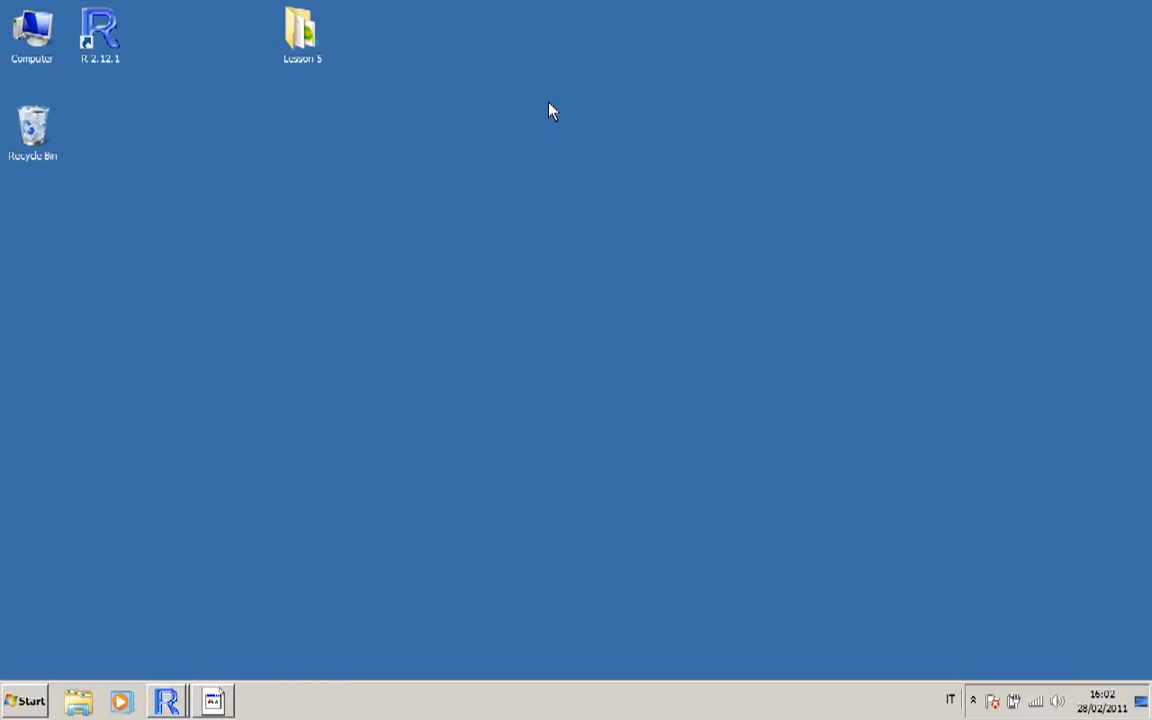 Computer
R 2.12.1
Lesson 5
Recycle Bin
Start
IT
16:02
28/02/2011